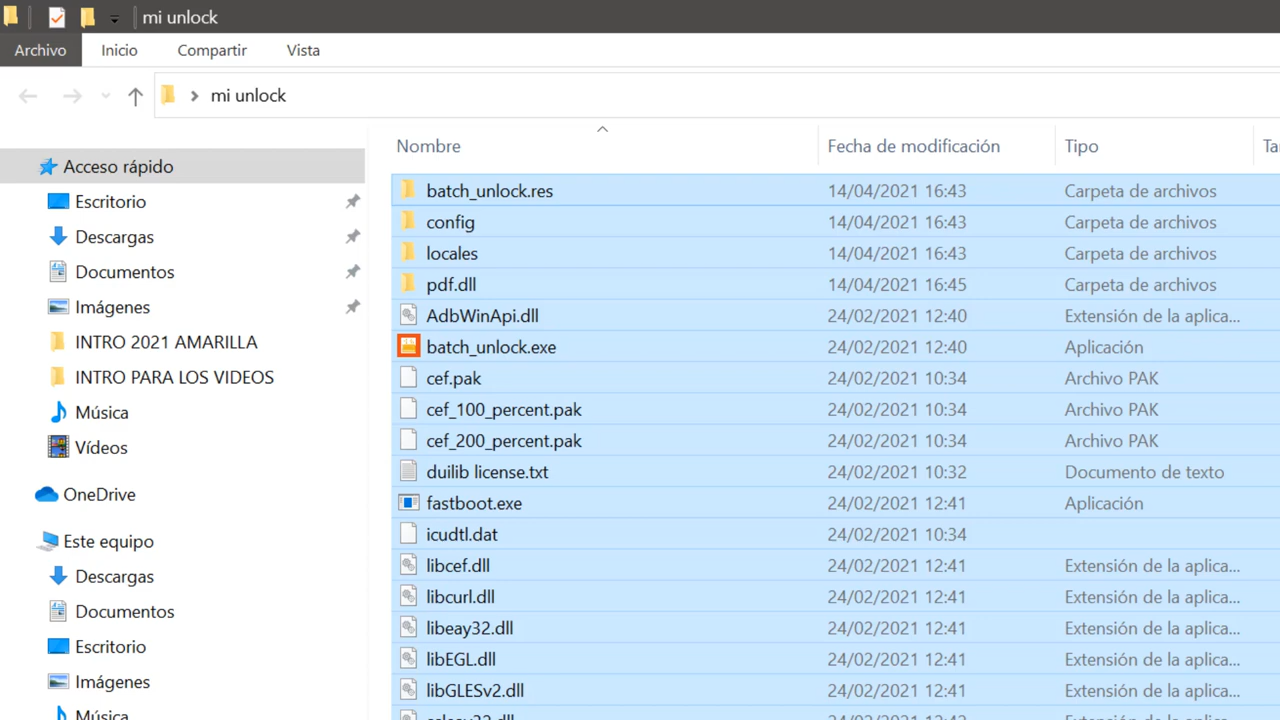 mi unlock
Archivo Inicio Compartir Vista
mi unlock
Nombre Fecha de modificación Tipo
Acceso rápido
Escritorio
Descargas
Documentos
Imágenes
INTRO 2021 AMARILLA
INTRO PARA LOS VIDEOS
Música
Vídeos
OneDrive
Este equipo
Descargas
Documentos
Escritorio
Imágenes
Música
batch_unlock.res 14/04/2021 16:43 Carpeta de archivos
config 14/04/2021 16:43 Carpeta de archivos
locales 14/04/2021 16:43 Carpeta de archivos
pdf.dll 14/04/2021 16:45 Carpeta de archivos
AdbWinApi.dll 24/02/2021 12:40 Extensión de la aplica...
batch_unlock.exe 24/02/2021 12:40 Aplicación
cef.pak 24/02/2021 10:34 Archivo PAK
cef_100_percent.pak 24/02/2021 10:34 Archivo PAK
cef_200_percent.pak 24/02/2021 10:34 Archivo PAK
duilib license.txt 24/02/2021 10:32 Documento de texto
fastboot.exe 24/02/2021 12:41 Aplicación
icudtl.dat 24/02/2021 10:34
libcef.dll 24/02/2021 12:41 Extensión de la aplica...
libcurl.dll 24/02/2021 12:41 Extensión de la aplica...
libeay32.dll 24/02/2021 12:41 Extensión de la aplica...
libEGL.dll 24/02/2021 12:41 Extensión de la aplica...
libGLESv2.dll 24/02/2021 12:41 Extensión de la aplica...